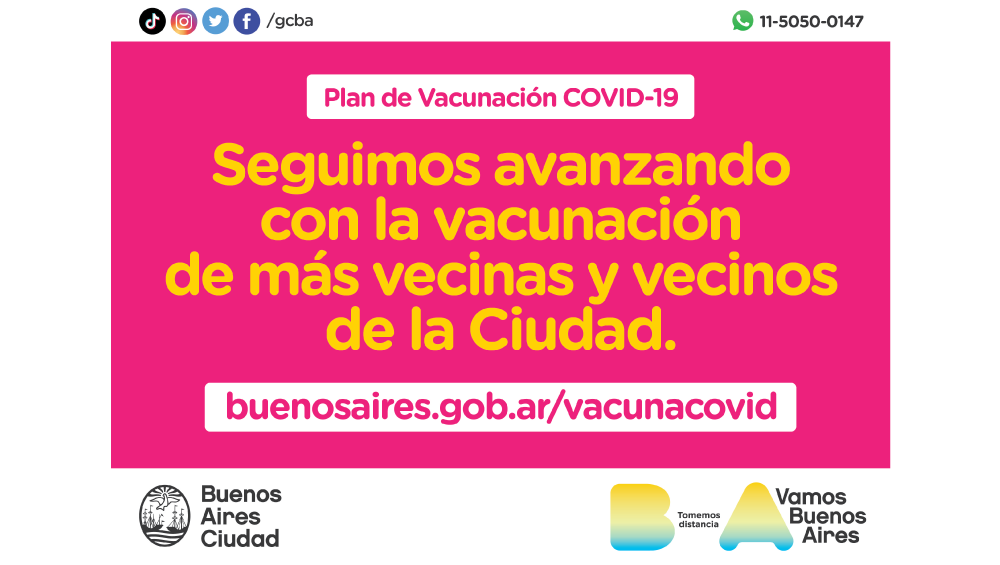 /gcba
11-5050-0147
Plan de Vacunación COVID-19
Seguimos avanzando
con la vacunación
de más vecinas y vecinos
de la Ciudad.
buenosaires.gob.ar/vacunacovid
Buenos
Aires
Ciudad
B
Tomemos
distancia
A
Vamos
Buenos
Aires